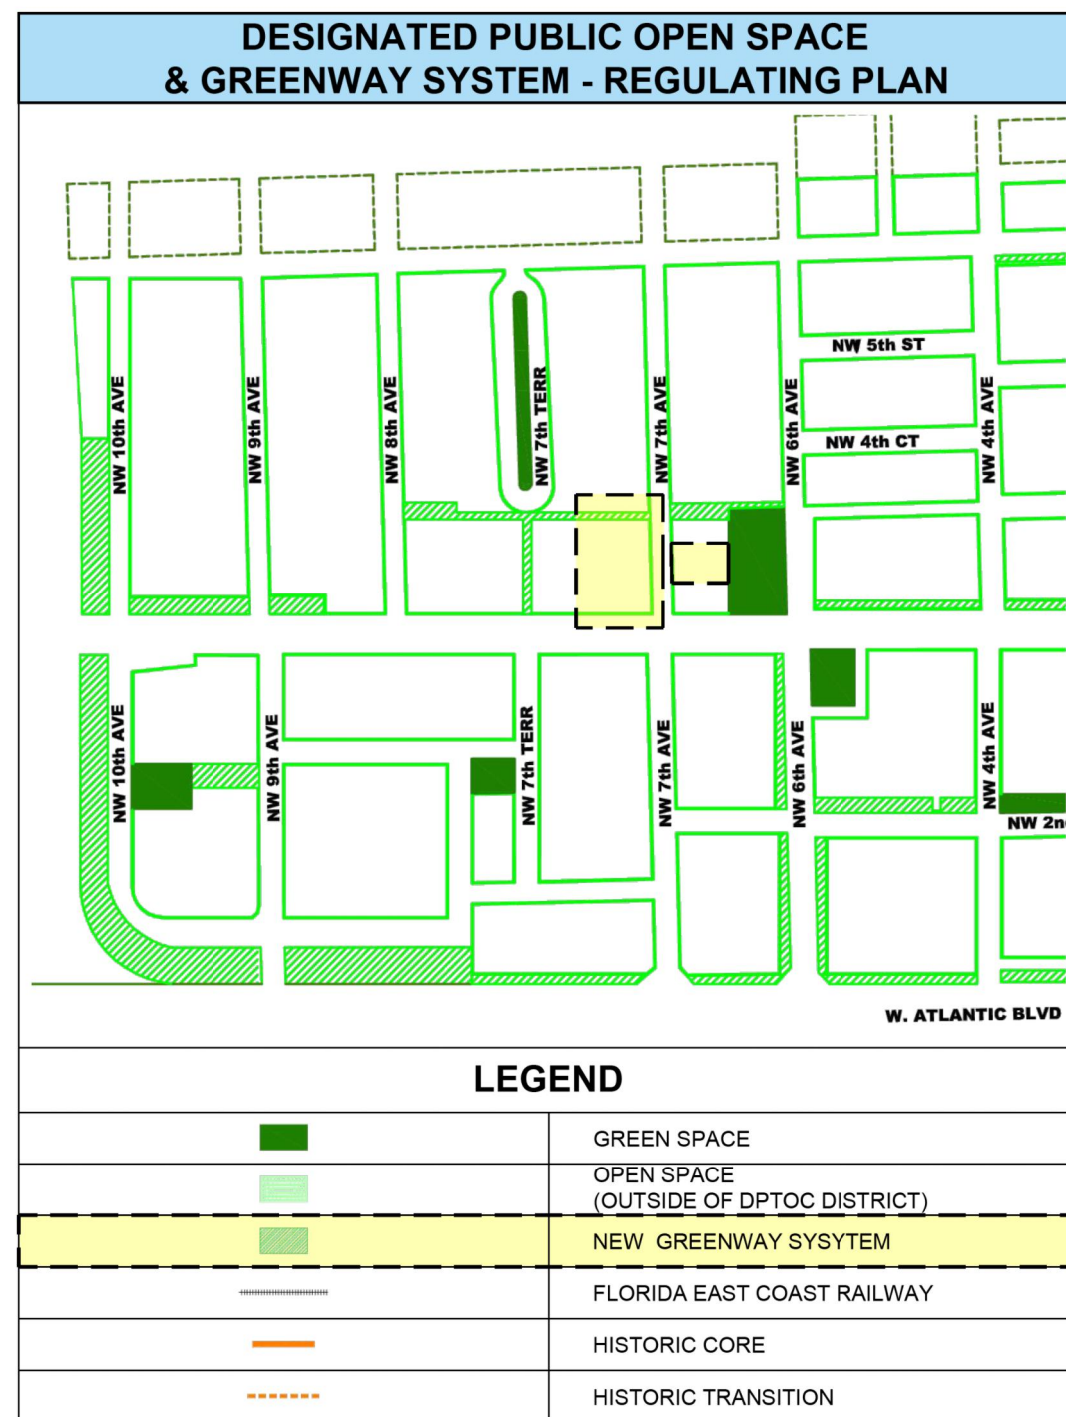 DESIGNATED PUBLIC OPEN SPACE
& GREENWAY SYSTEM - REGULATING PLAN
NW 5th ST
NW 10th AVE
NW 9th AVE
NW 8th AVE
NW 7th TERR
NW 7th AVE
NW 6th AVE
NW 4th AVE
NW 4th CT
NW 10th AVE
NW 9th AVE
NW 7th TERR
NW 7th AVE
NW 6th AVE
NW 4th AVE
NW 2n
W. ATLANTIC BLVD
LEGEND
GREEN SPACE
OPEN SPACE
(OUTSIDE OF DPTOC DISTRICT)
NEW GREENWAY SYSYTEM
FLORIDA EAST COAST RAILWAY
HISTORIC CORE
HISTORIC TRANSITION